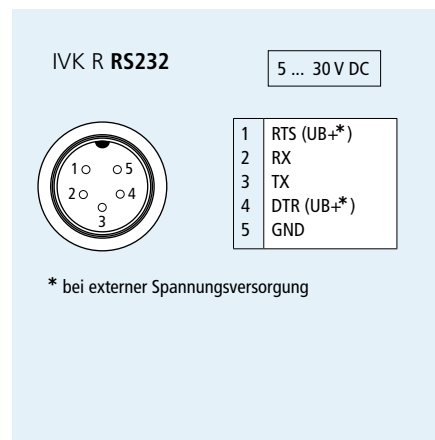 IVK R RS232
5 ... 30 V DC
1 RTS (UB+*)
2 RX
3 TX
4 DTR (UB+*)
5 GND
1 5
2 4
3
* bei externer Spannungsversorgung